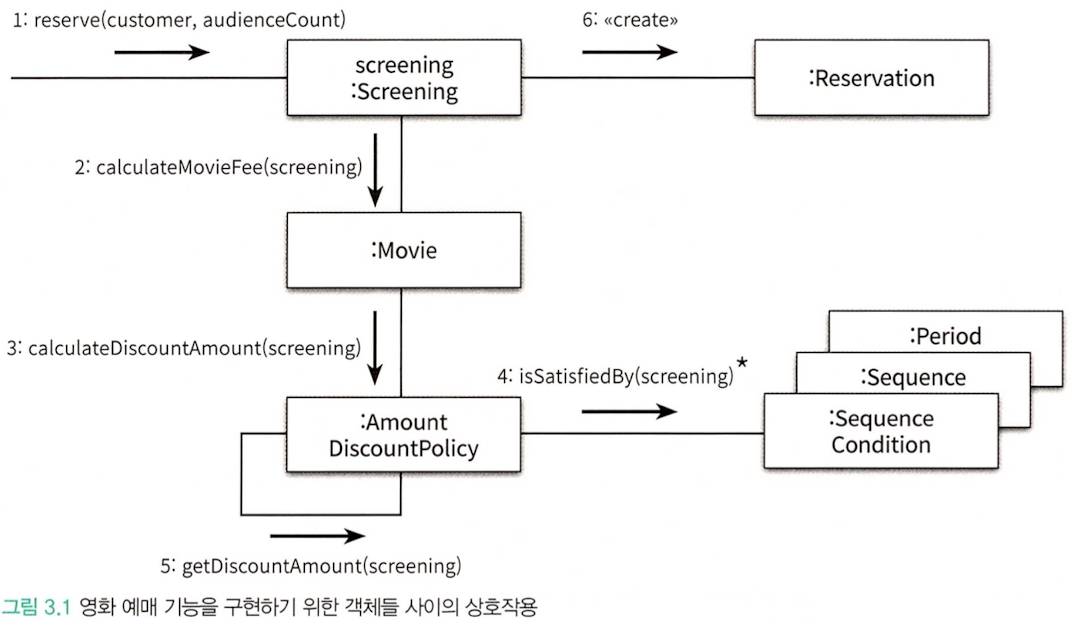 1: reserve(customer, audienceCount)
6: «create»
screening
:Screening
:Reservation
2: calculateMovieFee(screening)
:Movie
3: calculateDiscountAmount(screening)
4: isSatisfiedBy(screening)*
:Period
:Sequence
:Sequence
Condition
:Amount
DiscountPolicy
5: getDiscountAmount(screening)
그림 3.1 영화 예매 기능을 구현하기 위한 객체들 사이의 상호작용